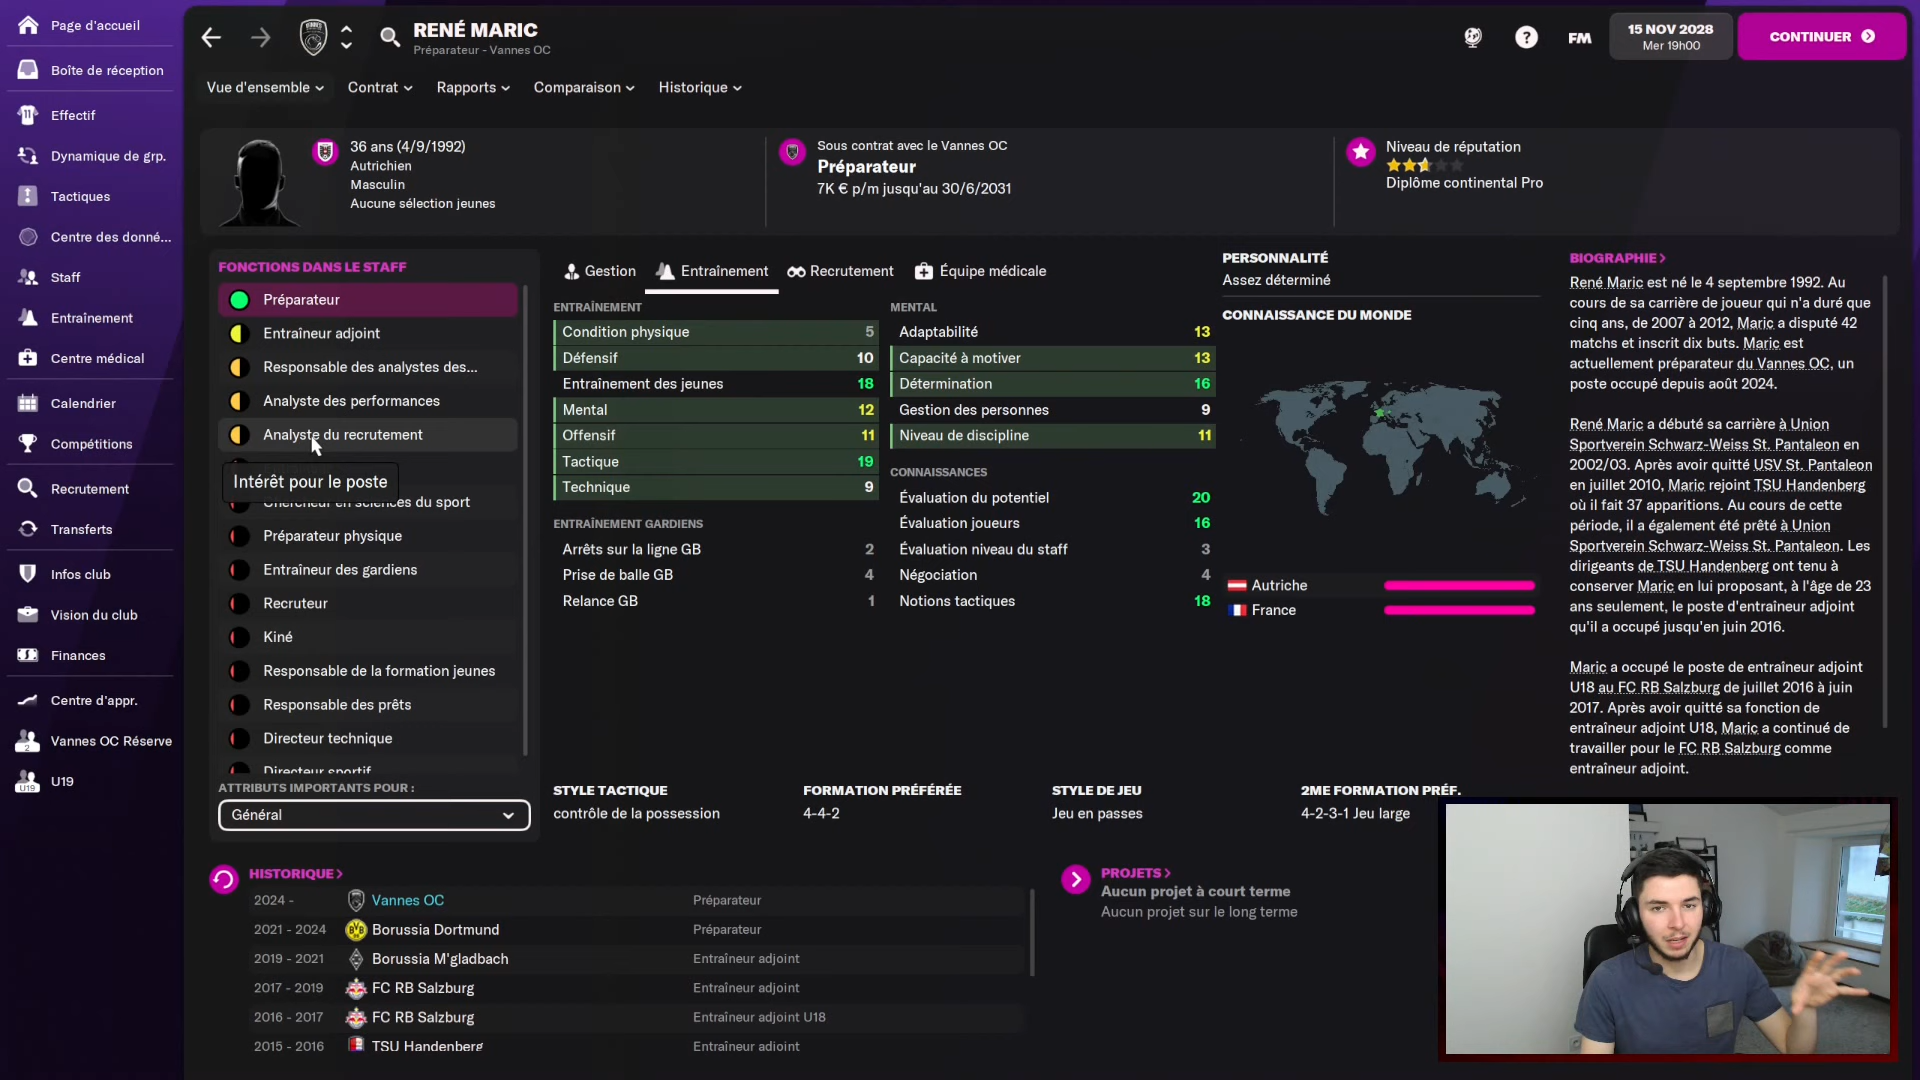 Page d'accueil
Boîte de réception
Effectif
Dynamique de grp.
Tactiques
Centre des donné...
Staff
Entraînement
Centre médical
Calendrier
Compétitions
Recrutement
Transferts
Infos club
Vision du club
Finances
Centre d'appr.
Vannes OC Réserve
U19
RENÉ MARIC
Préparateur - Vannes OC
FM
15 NOV 2028
Mer 19h00
CONTINUER
Vue d'ensemble
Contrat
Rapports
Comparaison
Historique
36 ans (4/9/1992)
Autrichien
Masculin
Aucune sélection jeunes
Sous contrat avec le Vannes OC
Préparateur
7K € p/m jusqu'au 30/6/2031
Niveau de réputation
Diplôme continental Pro
FONCTIONS DANS LE STAFF
Préparateur
Entraîneur adjoint
Responsable des analystes des...
Analyste des performances
Analyste du recrutement
Intérêt pour le poste
Chercheur en sciences du sport
Préparateur physique
Entraîneur des gardiens
Recruteur
Kiné
Responsable de la formation jeunes
Responsable des prêts
Directeur technique
Directeur sportif
ATTRIBUTS IMPORTANTS POUR :
Général
Gestion
Entraînement
Recrutement
Équipe médicale
ENTRAÎNEMENT
Condition physique 5
Défensif 10
Entraînement des jeunes 18
Mental 12
Offensif 11
Tactique 19
Technique 9
ENTRAÎNEMENT GARDIENS
Arrêts sur la ligne GB 2
Prise de balle GB 4
Relance GB 1
MENTAL
Adaptabilité 13
Capacité à motiver 13
Détermination 16
Gestion des personnes 9
Niveau de discipline 11
CONNAISSANCES
Évaluation du potentiel 20
Évaluation joueurs 16
Évaluation niveau du staff 3
Négociation 4
Notions tactiques 18
PERSONNALITÉ
Assez déterminé
CONNAISSANCE DU MONDE
Autriche
France
BIOGRAPHIE >
René Maric est né le 4 septembre 1992. Au
cours de sa carrière de joueur qui n'a duré que
cinq ans, de 2007 à 2012, Maric a disputé 42
matchs et inscrit dix buts. Maric est
actuellement préparateur du Vannes OC, un
poste occupé depuis août 2024.
René Maric a débuté sa carrière à Union
Sportverein Schwarz-Weiss St. Pantaleon en
2002/03. Après avoir quitté USV St. Pantaleon
en juillet 2010, Maric rejoint TSU Handenberg
où il fait 37 apparitions. Au cours de cette
période, il a également été prêté à Union
Sportverein Schwarz-Weiss St. Pantaleon. Les
dirigeants de TSU Handenberg ont tenu à
conserver Maric en lui proposant, à l'âge de 23
ans seulement, le poste d'entraîneur adjoint
qu'il a occupé jusqu'en juin 2016.
Maric a occupé le poste de entraîneur adjoint
U18 au FC RB Salzburg de juillet 2016 à juin
2017. Après avoir quitté sa fonction de
entraîneur adjoint U18, Maric a continué de
travailler pour le FC RB Salzburg comme
entraîneur adjoint.
STYLE TACTIQUE
contrôle de la possession
FORMATION PRÉFÉRÉE
4-4-2
STYLE DE JEU
Jeu en passes
2ME FORMATION PRÉF.
4-2-3-1 Jeu large
HISTORIQUE >
2024 - Vannes OC Préparateur
2021 - 2024 Borussia Dortmund Préparateur
2019 - 2021 Borussia M'gladbach Entraîneur adjoint
2017 - 2019 FC RB Salzburg Entraîneur adjoint
2016 - 2017 FC RB Salzburg Entraîneur adjoint U18
2015 - 2016 TSU Handenberg Entraîneur adjoint
PROJETS >
Aucun projet à court terme
Aucun projet sur le long terme